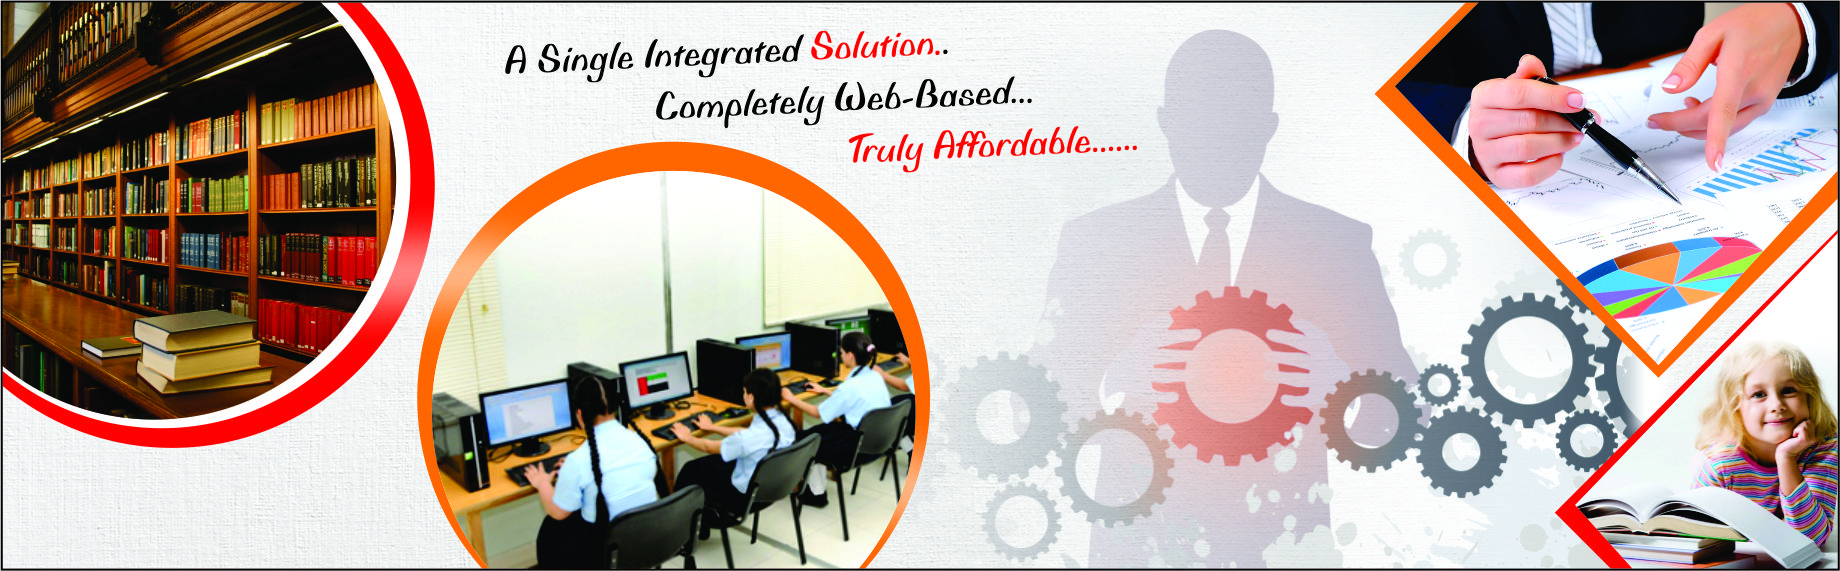 A Single Integrated Solution..
Completely Web-Based...
Truly Affordable......